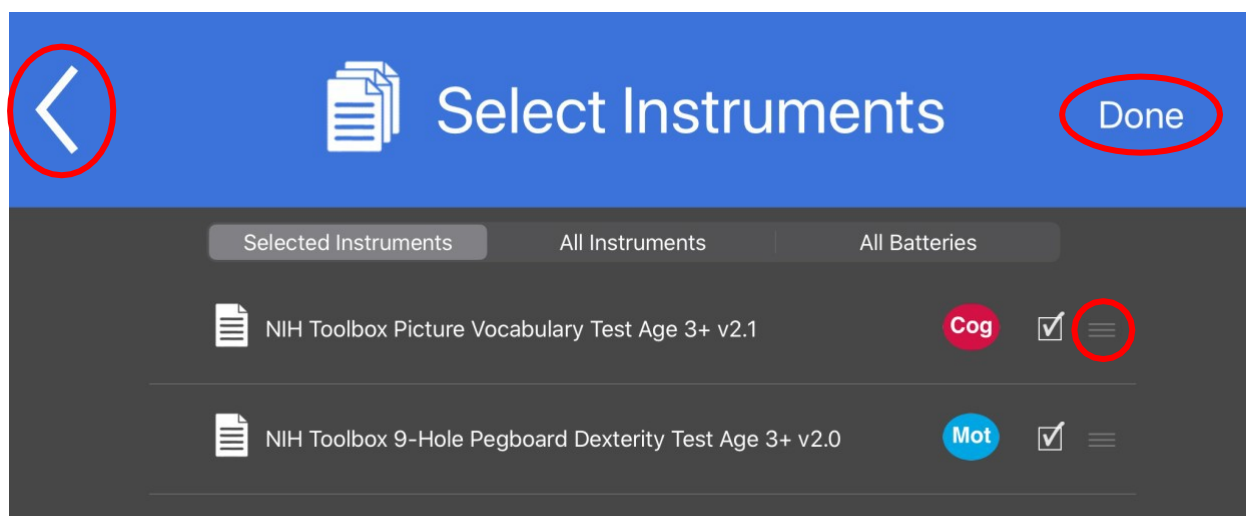 Select Instruments
Done
Selected Instruments All Instruments All Batteries
NIH Toolbox Picture Vocabulary Test Age 3+ v2.1 Cog
NIH Toolbox 9-Hole Pegboard Dexterity Test Age 3+ v2.0 Mot